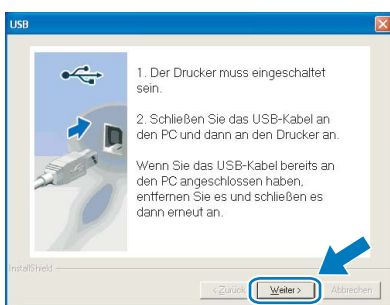 USB
1. Der Drucker muss eingeschaltet
sein.
2. Schließen Sie das USB-Kabel an
den PC und dann an den Drucker an.
Wenn Sie das USB-Kabel bereits an
den PC angeschlossen haben,
entfernen Sie es und schließen es
dann erneut an.
InstallShield
< Zurück Weiter > Abbrechen